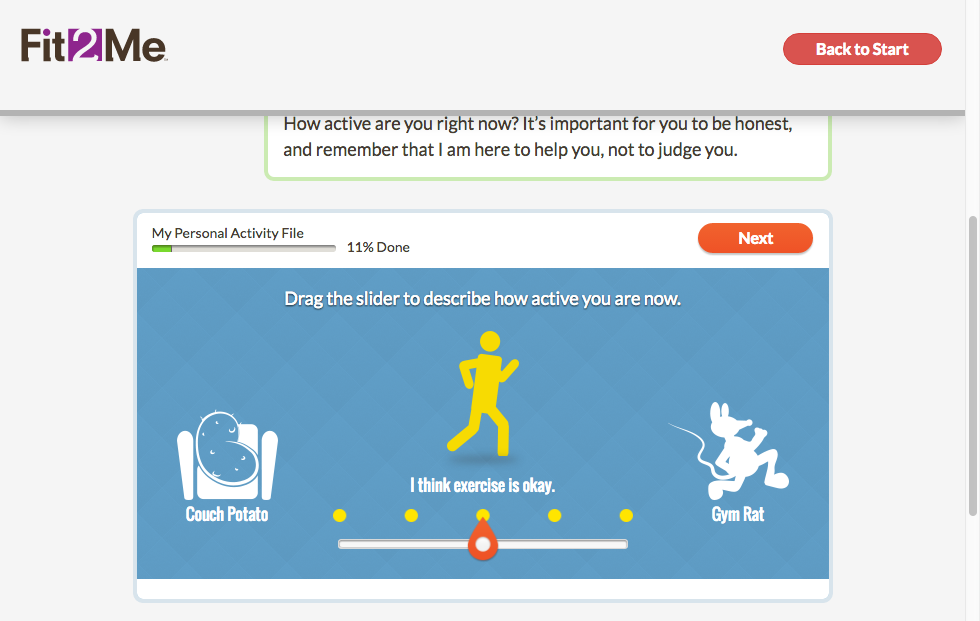 Fit2Me
Back to Start
How active are you right now? It's important for you to be honest,
and remember that I am here to help you, not to judge you.
My Personal Activity File
11% Done
Next
Drag the slider to describe how active you are now.
I think exercise is okay.
Couch Potato
Gym Rat